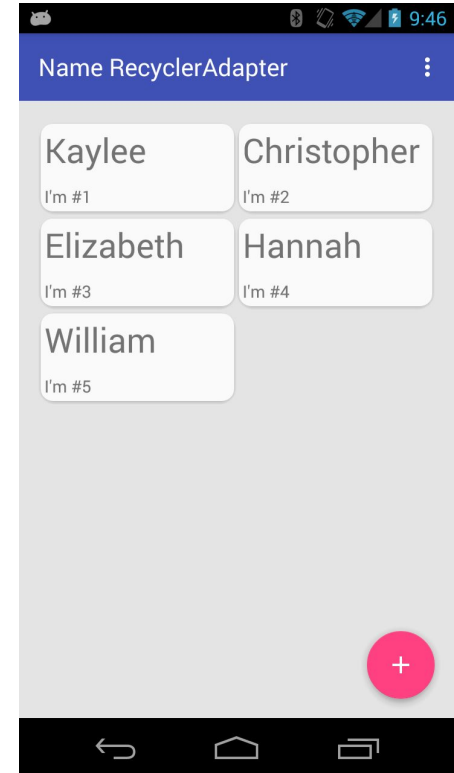 9:46
Name RecyclerAdapter
Kaylee
I'm #1
Christopher
I'm #2
Elizabeth
I'm #3
Hannah
I'm #4
William
I'm #5
+